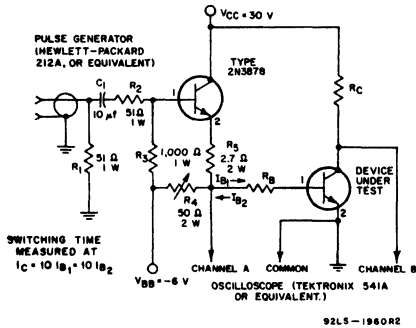 PULSE GENERATOR
(HEWLETT-PACKARD
212A, OR EQUIVALENT)
VCC = 30 V
TYPE
2N3878
C1
10 µf
R2
51Ω
1 W
1
2
RC
R1
51Ω
1 W
R3
1,000 Ω
1 W
R5
2.7 Ω
2 W
R4
50 Ω
2 W
IB1
IB2
RB
1
2
DEVICE
UNDER
TEST
SWITCHING TIME
MEASURED AT
IC = 10 IB1 = 10 IB2
VBB = -6 V
CHANNEL A
COMMON
CHANNEL B
OSCILLOSCOPE (TEKTRONIX 541A
OR EQUIVALENT.)
92LS-1960R2